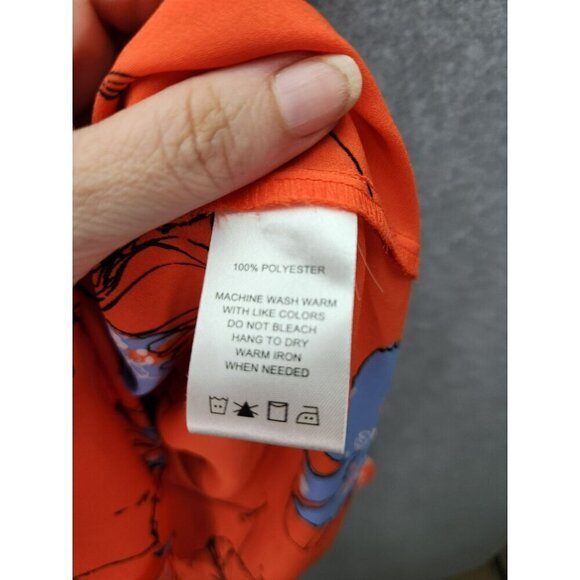 100% POLYESTER
MACHINE WASH WARM
WITH LIKE COLORS
DO NOT BLEACH
HANG TO DRY
WARM IRON
WHEN NEEDED